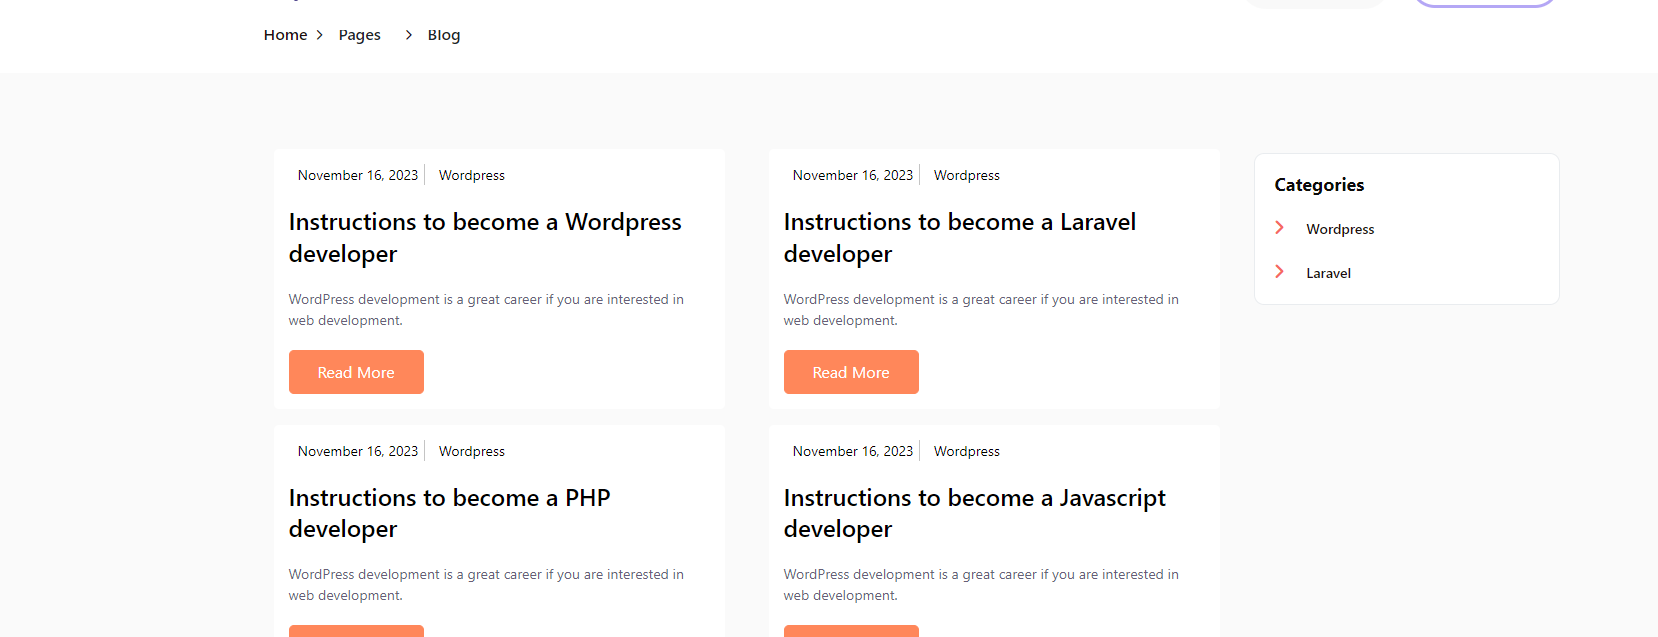 Home > Pages > Blog
November 16, 2023 Wordpress
Instructions to become a Wordpress
developer
WordPress development is a great career if you are interested in
web development.
Read More
November 16, 2023 Wordpress
Instructions to become a Laravel
developer
WordPress development is a great career if you are interested in
web development.
Read More
Categories
Wordpress
Laravel
November 16, 2023 Wordpress
Instructions to become a PHP
developer
WordPress development is a great career if you are interested in
web development.
November 16, 2023 Wordpress
Instructions to become a Javascript
developer
WordPress development is a great career if you are interested in
web development.